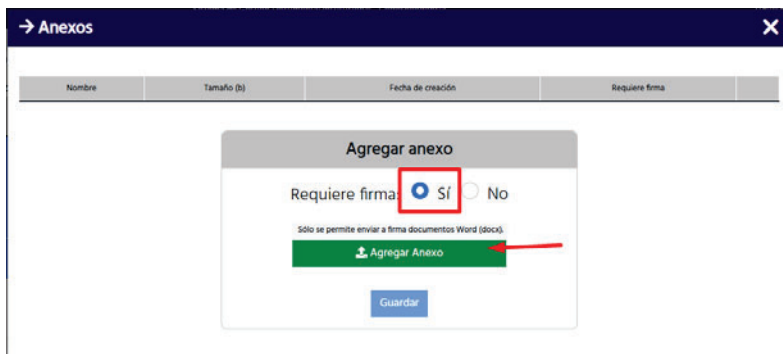 → Anexos X
Nombre Tamaño (b) Fecha de creación Requiere firma
Agregar anexo
Requiere firma: Sí No
Sólo se permite enviar a firma documentos Word (docx).
Agregar Anexo
Guardar